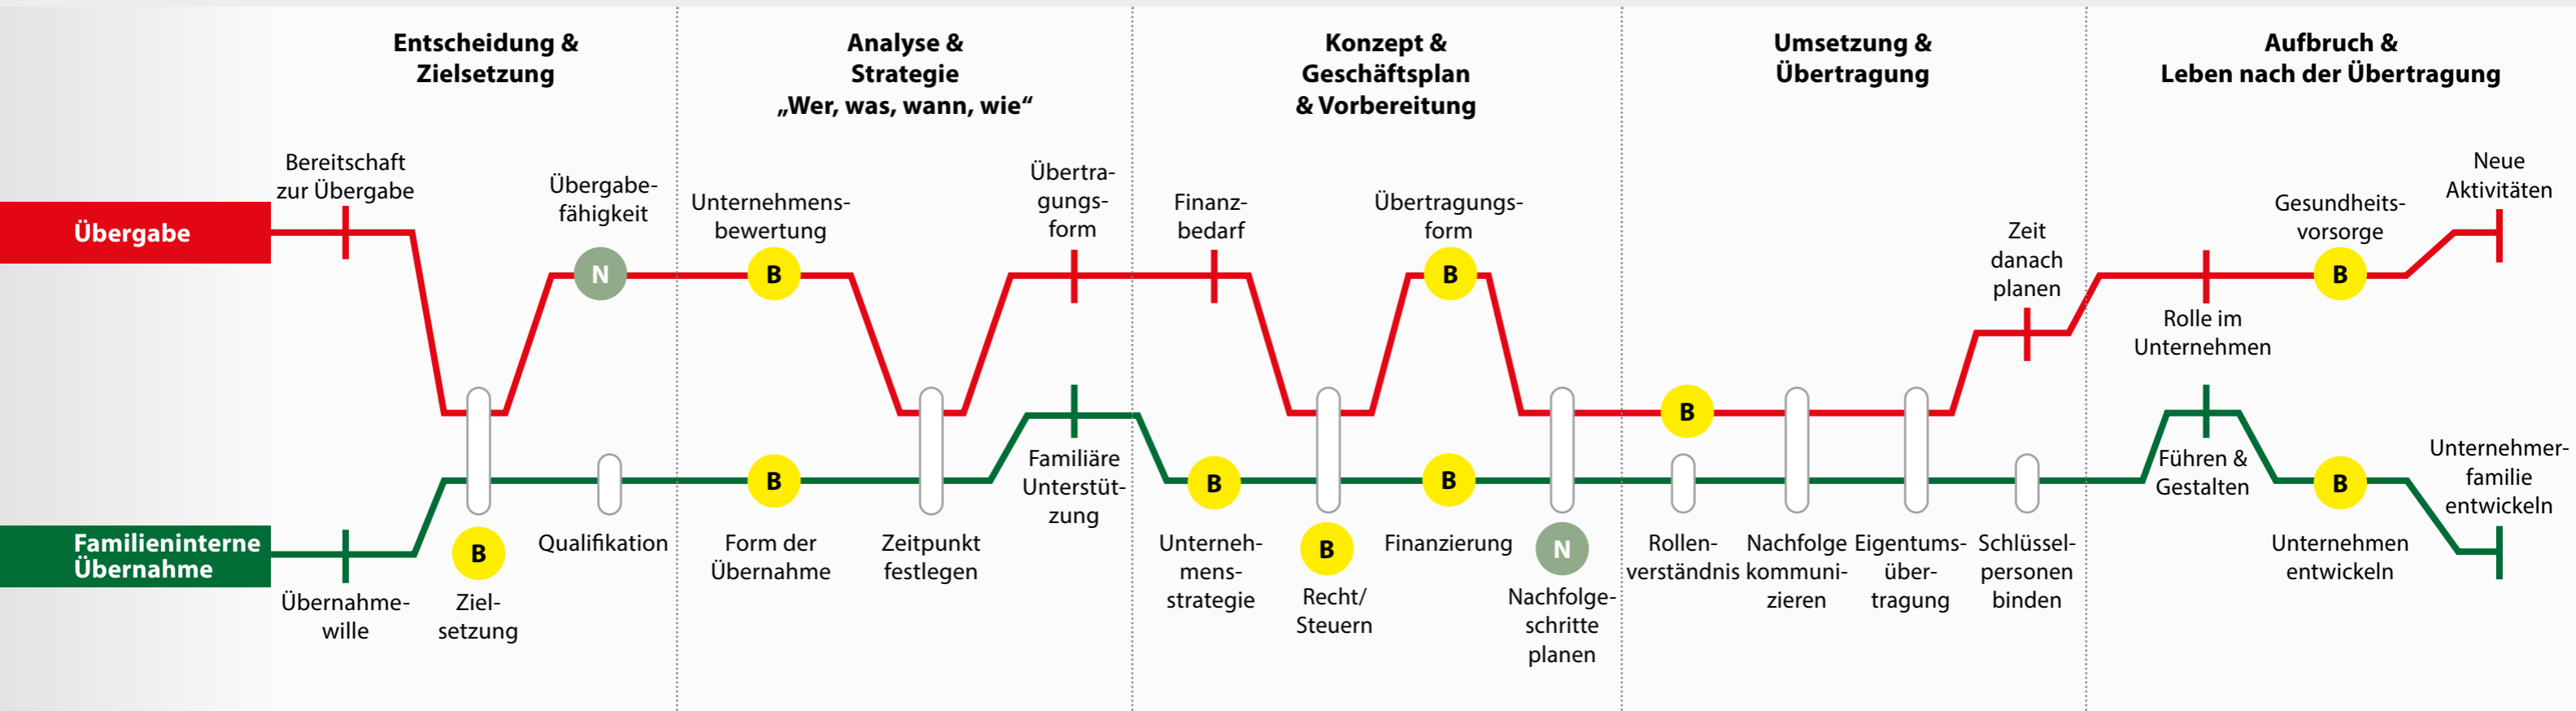 Entscheidung &
Zielsetzung
Analyse &
Strategie
„Wer, was, wann, wie“
Konzept &
Geschäftsplan
& Vorbereitung
Umsetzung &
Übertragung
Aufbruch &
Leben nach der Übertragung
Übergabe
Bereitschaft
zur Übergabe
Übergabe-
fähigkeit
N
Unternehmens-
bewertung
B
Übertra-
gungs-
form
Finanz-
bedarf
Übertragungs-
form
B
B
Zeit
danach
planen
Rolle im
Unternehmen
Gesundheits-
vorsorge
B
Neue
Aktivitäten
Familieninterne
Übernahme
Übernahme-
wille
B
Ziel-
setzung
Qualifikation
B
Form der
Übernahme
Zeitpunkt
festlegen
Familiäre
Unterstüt-
zung
B
Unterneh-
mens-
strategie
B
Recht/
Steuern
B
Finanzierung
N
Nachfolge-
schritte
planen
Rollen-
verständnis
Nachfolge
kommuni-
zieren
Eigentums-
über-
tragung
Schlüssel-
personen
binden
Führen &
Gestalten
B
Unternehmen
entwickeln
Unternehmer-
familie
entwickeln